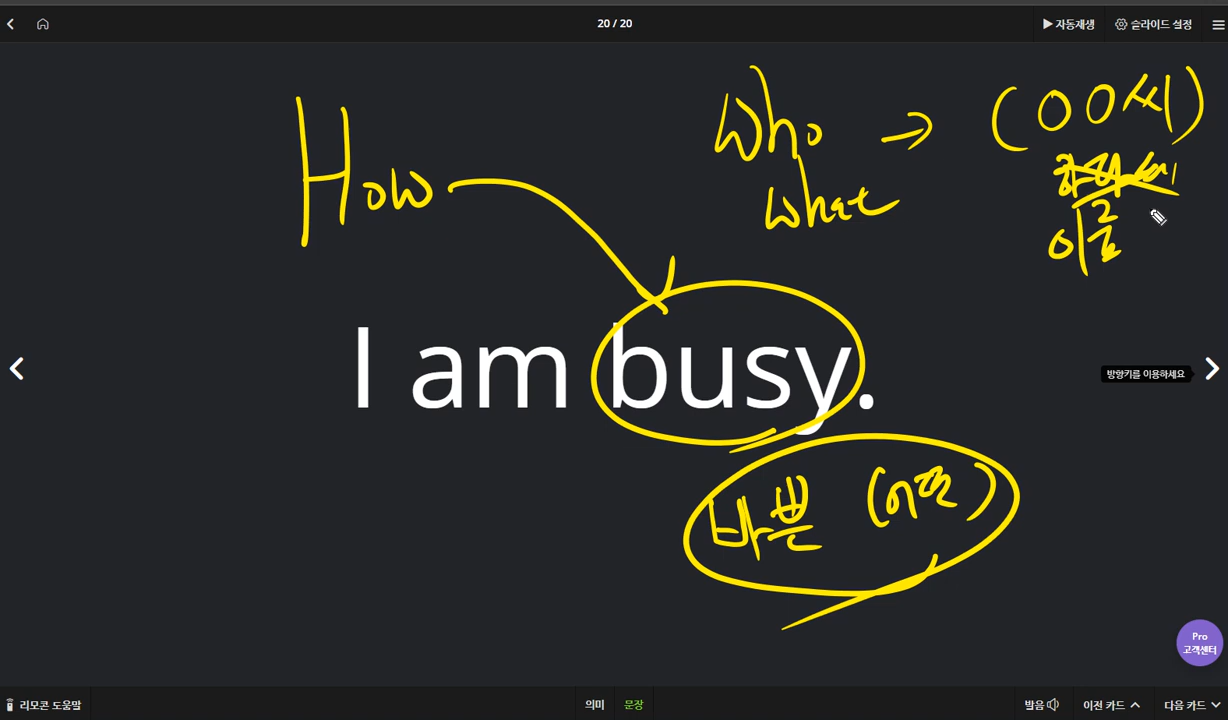 20 / 20
자동재생
슬라이드 설정
Who → (OO씨)
How
what
이름
I am busy.
방향키를 이용하세요
바쁜
Pro
고객센터
리모콘 도움말
의미
문장
발음
이전 카드
다음 카드